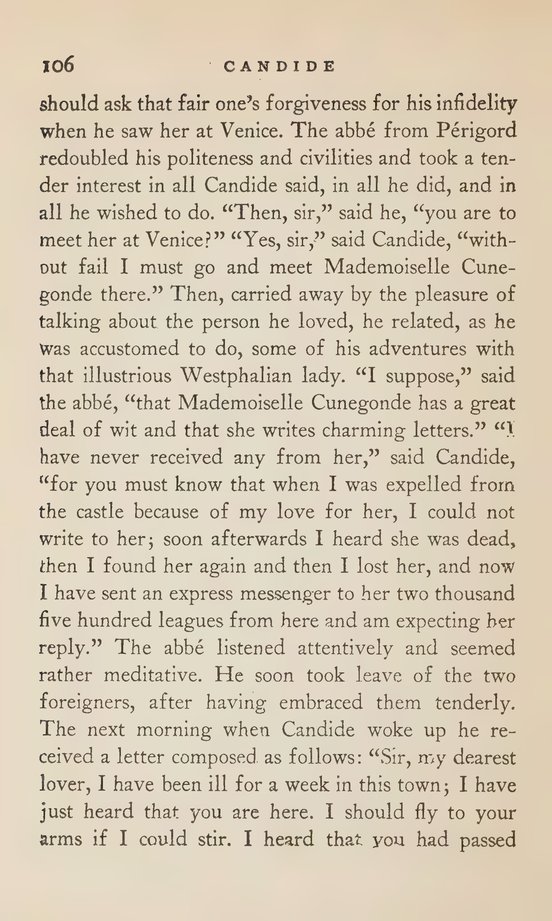 106 CANDIDE
should ask that fair one's forgiveness for his infidelity
when he saw her at Venice. The abbé from Périgord
redoubled his politeness and civilities and took a ten-
der interest in all Candide said, in all he did, and in
all he wished to do. “Then, sir,” said he, “you are to
meet her at Venice?” “Yes, sir,” said Candide, “with-
out fail I must go and meet Mademoiselle Cune-
gonde there.” Then, carried away by the pleasure of
talking about the person he loved, he related, as he
was accustomed to do, some of his adventures with
that illustrious Westphalian lady. “I suppose,” said
the abbé, “that Mademoiselle Cunegonde has a great
deal of wit and that she writes charming letters.” “I
have never received any from her,” said Candide,
“for you must know that when I was expelled from
the castle because of my love for her, I could not
write to her; soon afterwards I heard she was dead,
then I found her again and then I lost her, and now
I have sent an express messenger to her two thousand
five hundred leagues from here and am expecting her
reply.” The abbé listened attentively and seemed
rather meditative. He soon took leave of the two
foreigners, after having embraced them tenderly.
The next morning when Candide woke up he re-
ceived a letter composed as follows: “Sir, my dearest
lover, I have been ill for a week in this town; I have
just heard that you are here. I should fly to your
arms if I could stir. I heard that you had passed